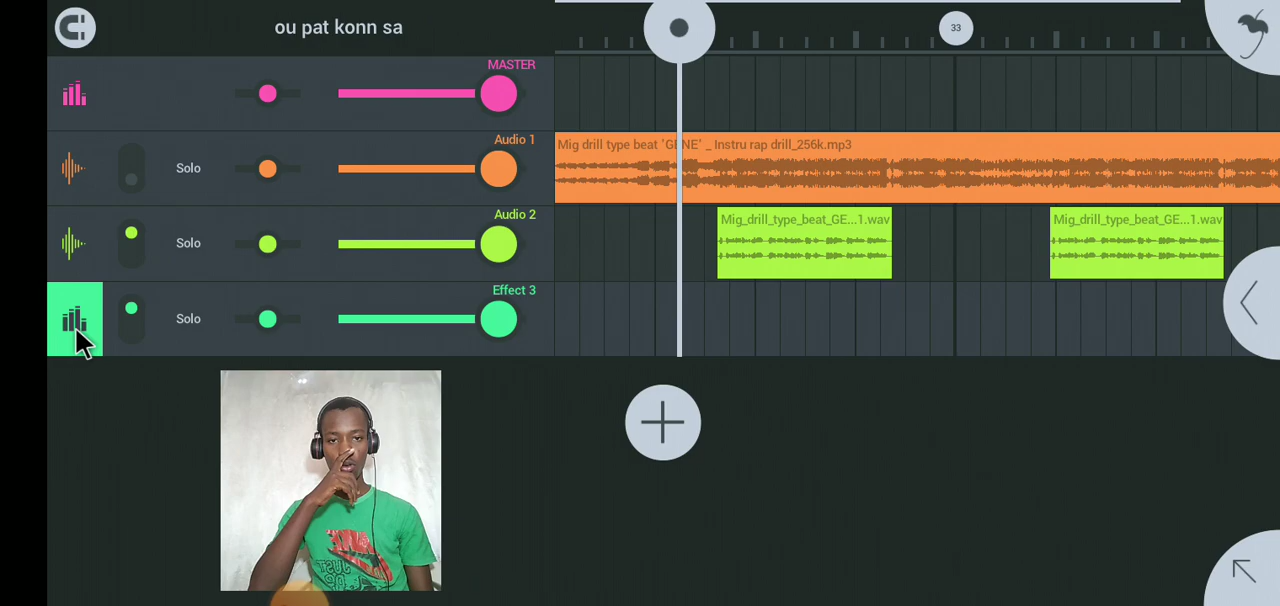 ou pat konn sa
33
MASTER
Audio 1
Solo
Mig drill type beat 'GENE' _ Instru rap drill_256k.mp3
Audio 2
Solo
Mig_drill_type_beat_GE...1.wav
Mig_drill_type_beat_GE...1.wav
Effect 3
Solo